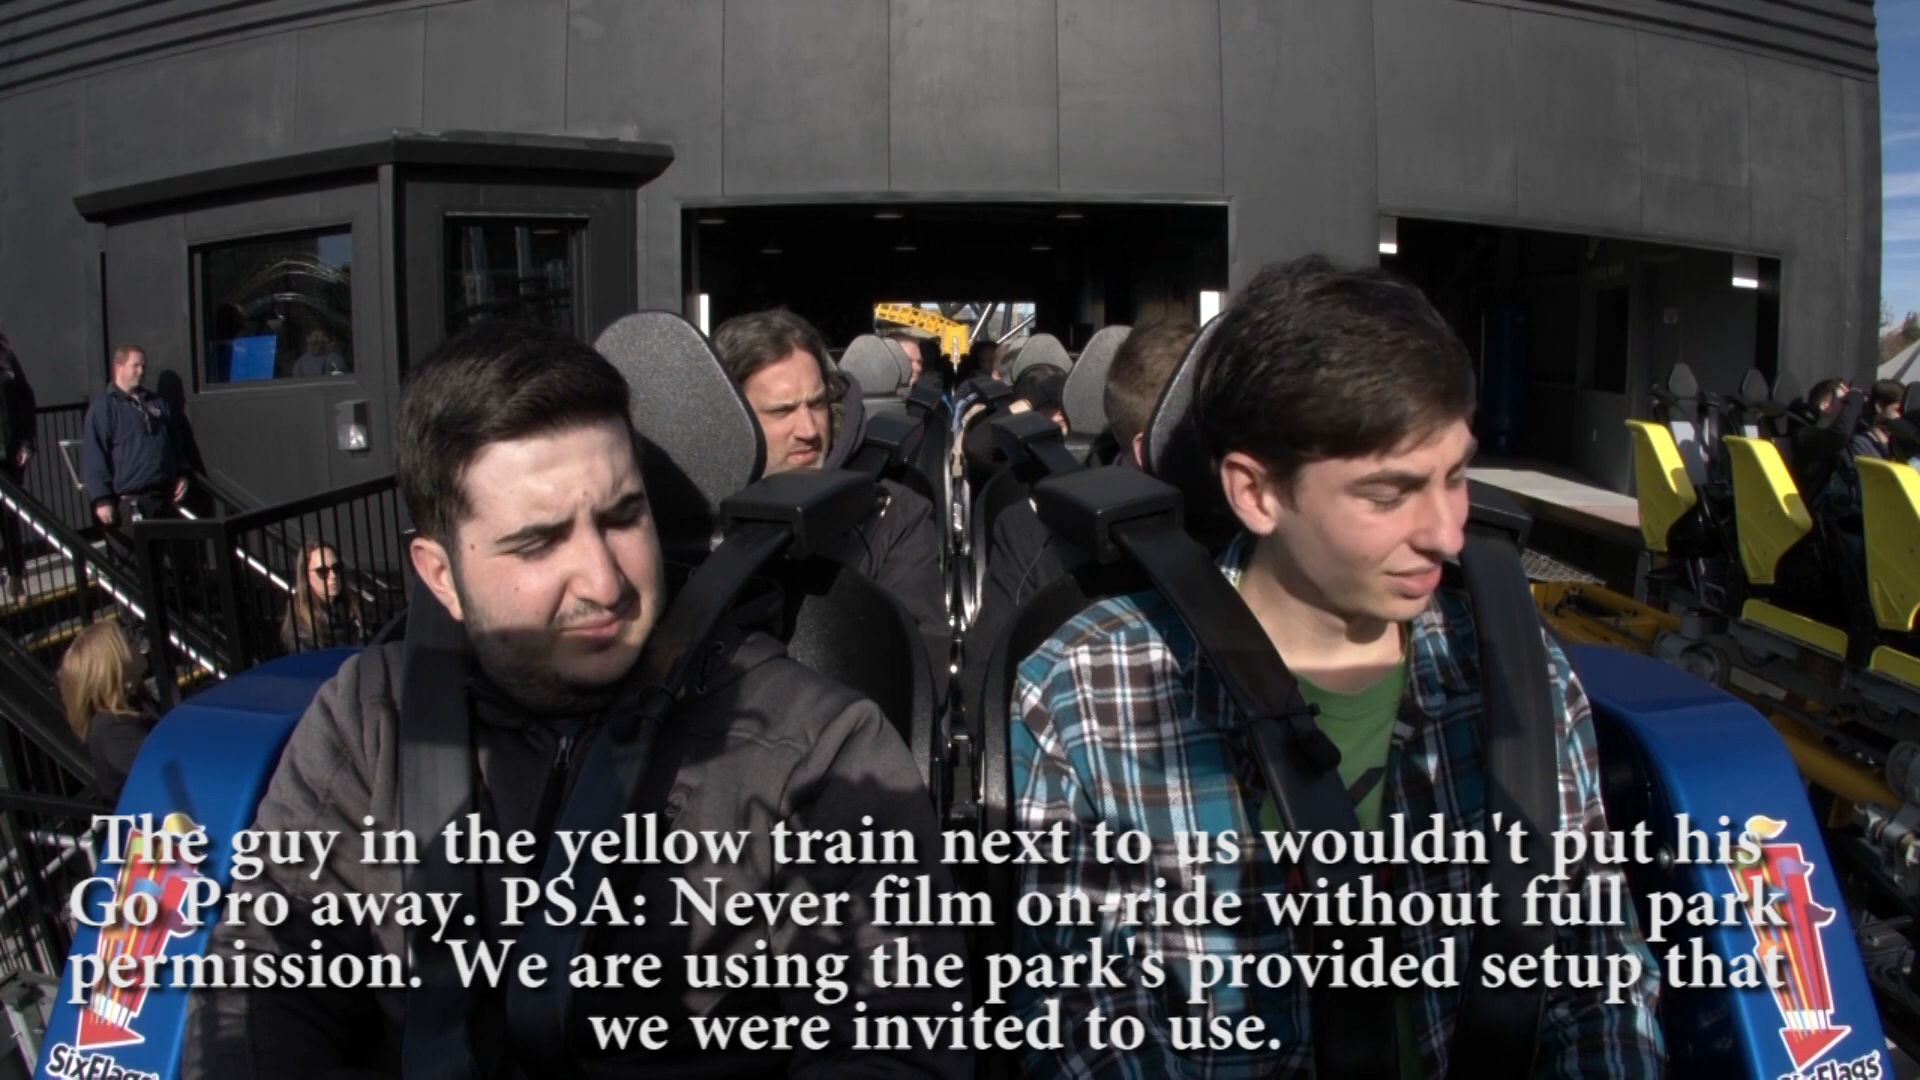 The guy in the yellow train next to us wouldn't put his
Go Pro away. PSA: Never film on-ride without full park
permission. We are using the park's provided setup that
we were invited to use.
SixFlags
SixFlags